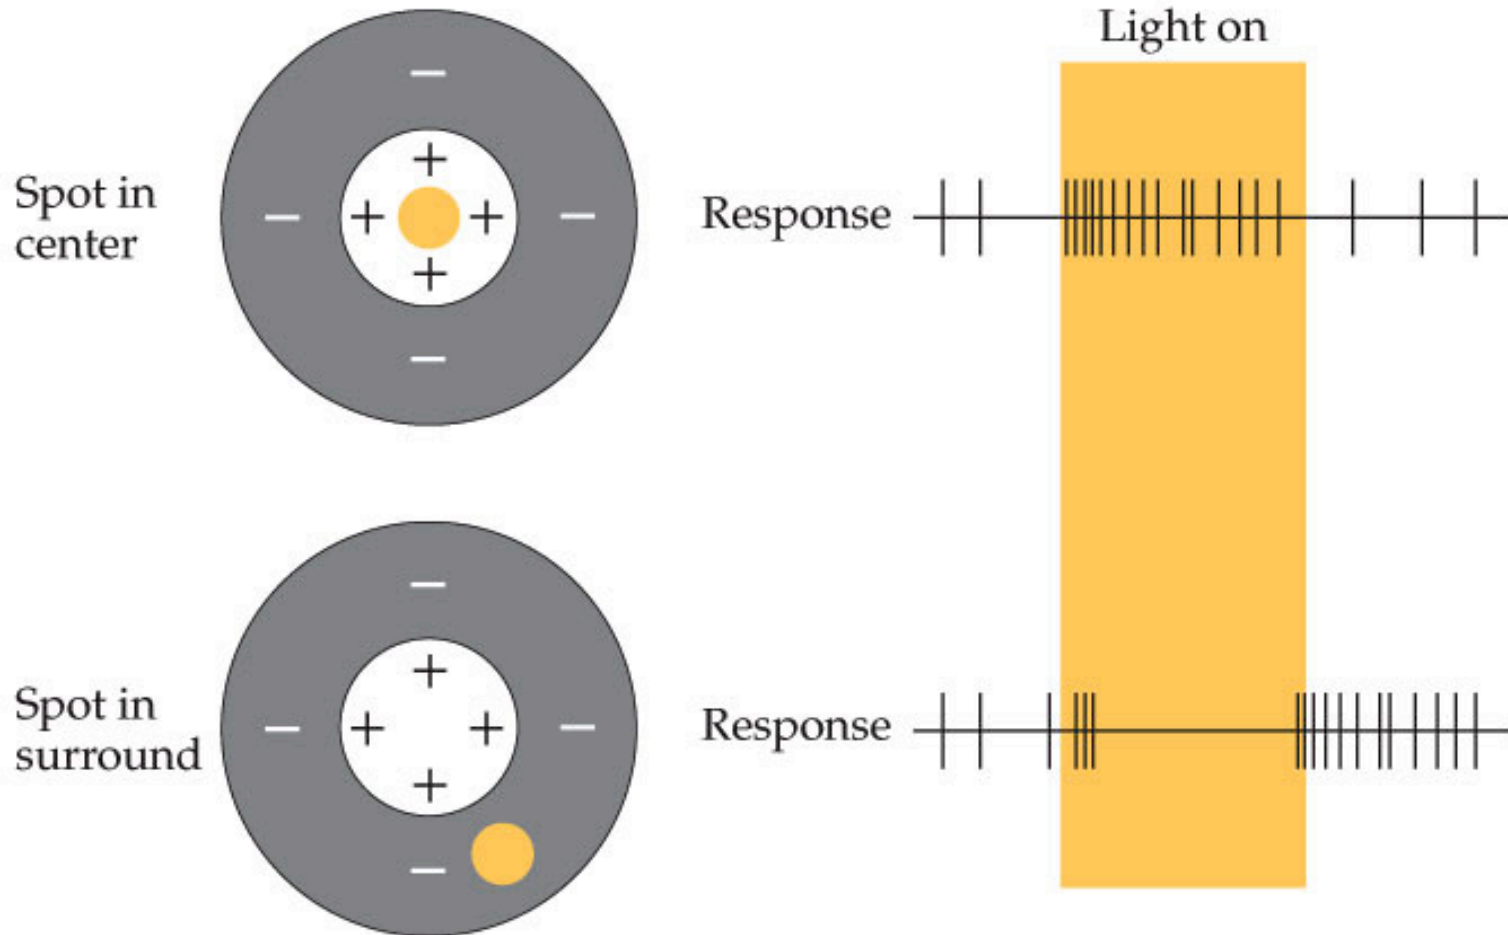 Light on
Spot in
center
Response
Spot in
surround
Response